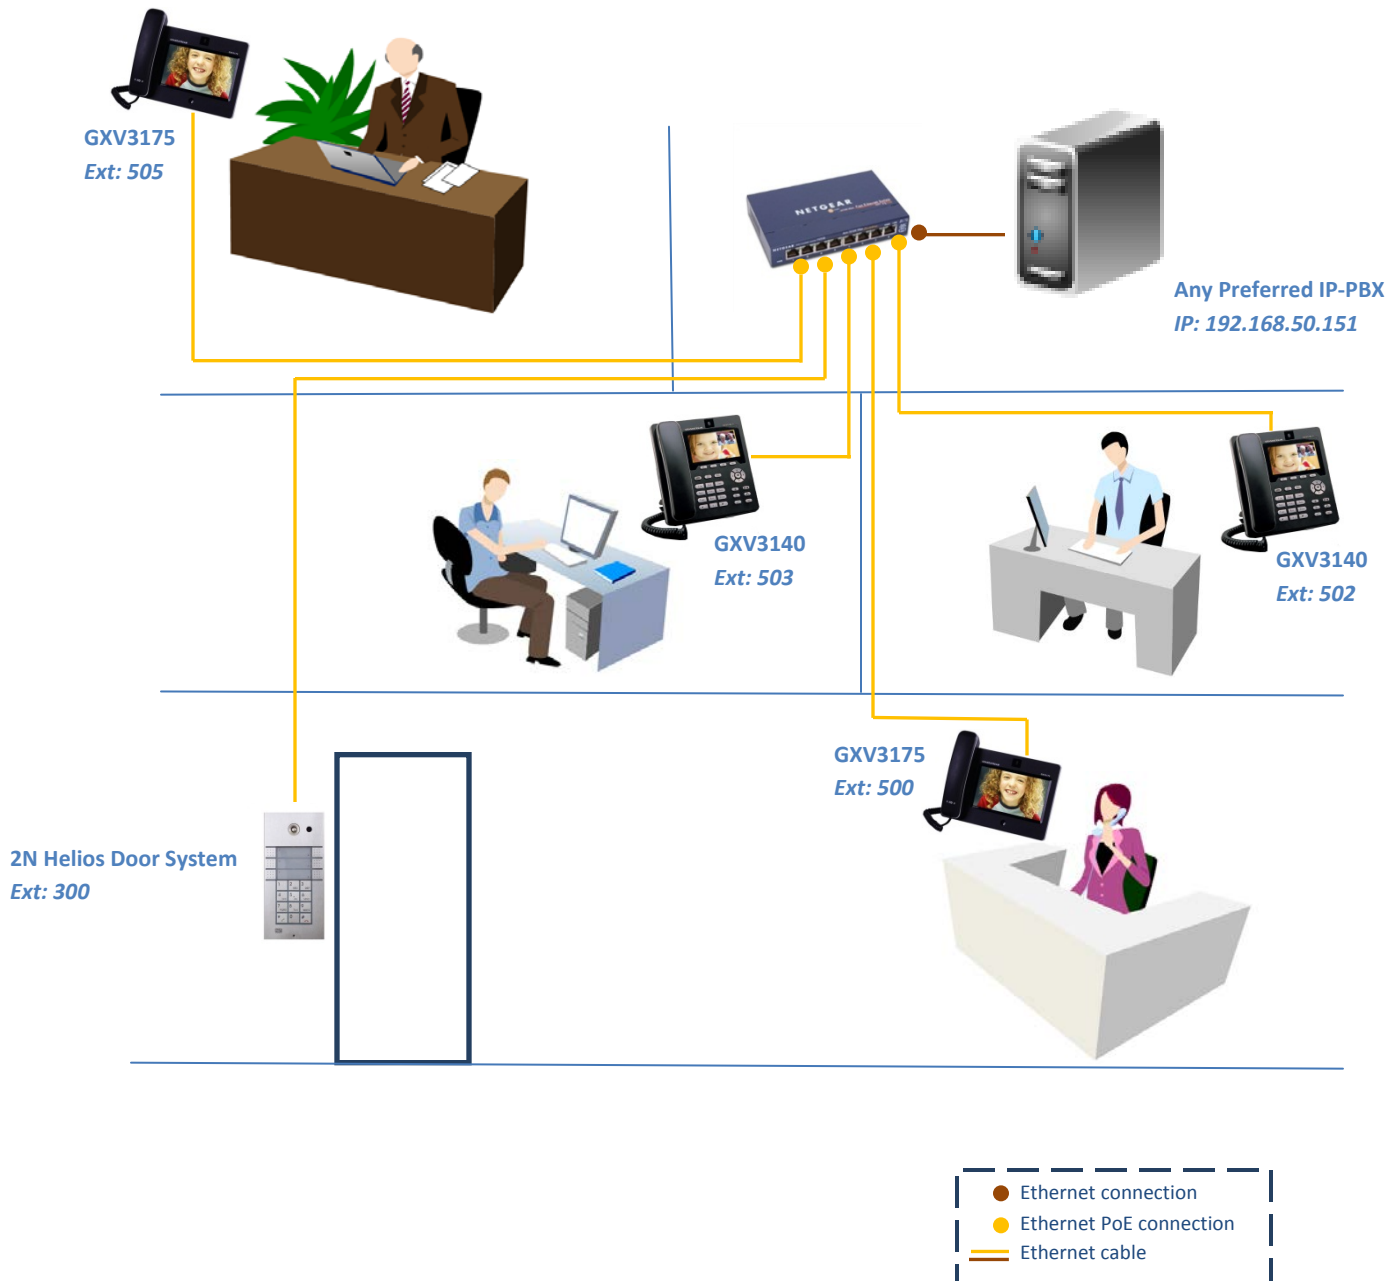 GXV3175
Ext: 505
NETGEAR
Any Preferred IP-PBX
IP: 192.168.50.151
GXV3140
Ext: 503
GXV3140
Ext: 502
GXV3175
Ext: 500
2N Helios Door System
Ext: 300
Ethernet connection
Ethernet PoE connection
Ethernet cable